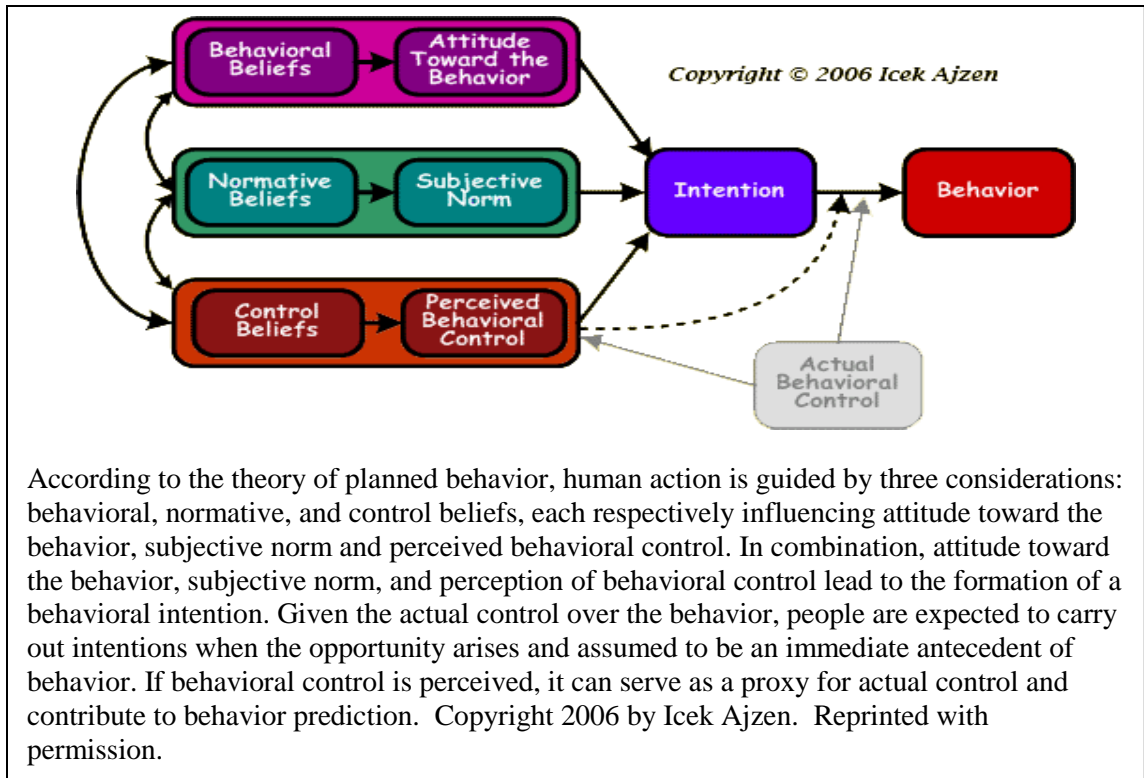 Behavioral
Beliefs
Attitude
Toward the
Behavior
Copyright © 2006 Icek Ajzen
Normative
Beliefs
Subjective
Norm
Intention
Behavior
Control
Beliefs
Perceived
Behavioral
Control
Actual
Behavioral
Control
According to the theory of planned behavior, human action is guided by three considerations:
behavioral, normative, and control beliefs, each respectively influencing attitude toward the
behavior, subjective norm and perceived behavioral control. In combination, attitude toward
the behavior, subjective norm, and perception of behavioral control lead to the formation of a
behavioral intention. Given the actual control over the behavior, people are expected to carry
out intentions when the opportunity arises and assumed to be an immediate antecedent of
behavior. If behavioral control is perceived, it can serve as a proxy for actual control and
contribute to behavior prediction.  Copyright 2006 by Icek Ajzen.  Reprinted with
permission.